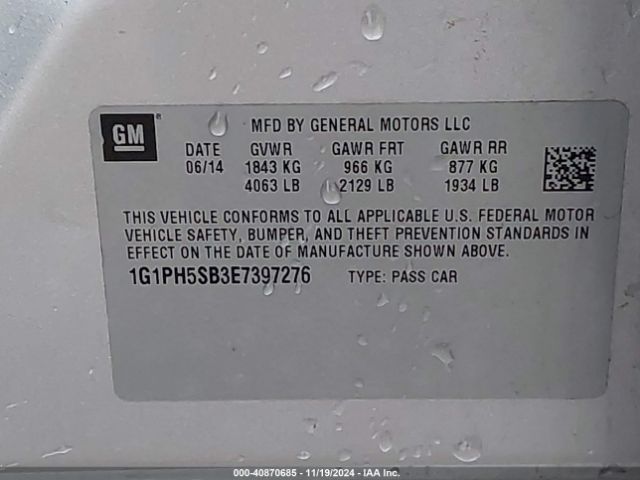 GM
®
MFD BY GENERAL MOTORS LLC
DATE GVWR GAWR FRT GAWR RR
06/14 1843 KG 966 KG 877 KG
4063 LB 2129 LB 1934 LB
THIS VEHICLE CONFORMS TO ALL APPLICABLE U.S. FEDERAL MOTOR
VEHICLE SAFETY, BUMPER, AND THEFT PREVENTION STANDARDS IN
EFFECT ON THE DATE OF MANUFACTURE SHOWN ABOVE.
1G1PH5SB3E7397276 TYPE: PASS CAR
000-40870685 - 11/19/2024 - IAA Inc.